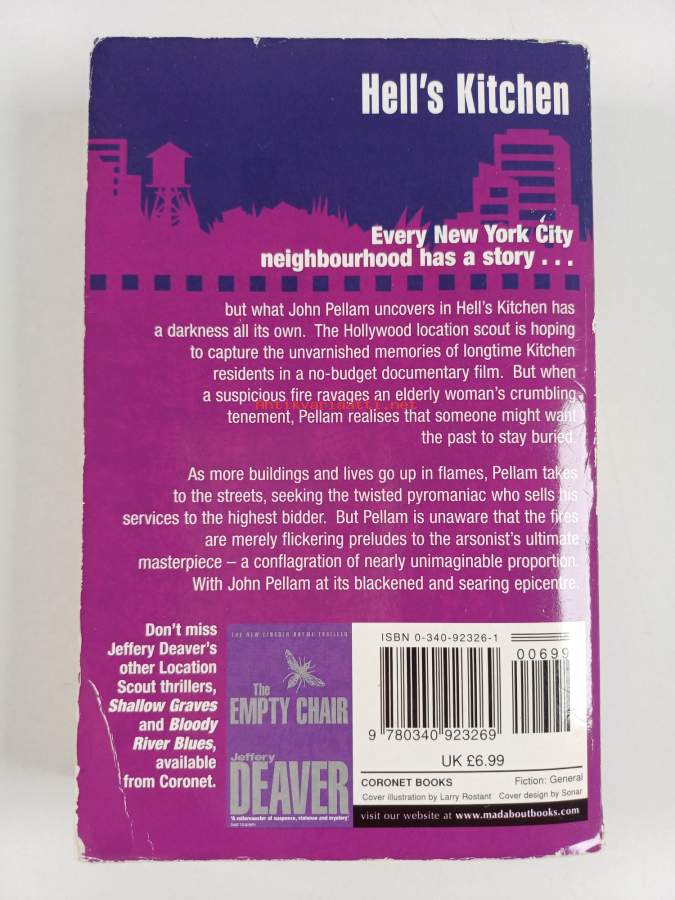 Hell's Kitchen
Every New York City
neighbourhood has a story . . .
but what John Pellam uncovers in Hell's Kitchen has
a darkness all its own. The Hollywood location scout is hoping
to capture the unvarnished memories of longtime Kitchen
residents in a no-budget documentary film. But when
a suspicious fire ravages an elderly woman's crumbling
Antikvariaatti.net
tenement, Pellam realises that someone might want
the past to stay buried.
As more buildings and lives go up in flames, Pellam takes
to the streets, seeking the twisted pyromaniac who sells his
services to the highest bidder. But Pellam is unaware that the fires
are merely flickering preludes to the arsonist's ultimate
masterpiece – a conflagration of nearly unimaginable proportion.
With John Pellam at its blackened and searing epicentre.
Don't miss
Jeffery Deaver's
other Location
Scout thrillers,
Shallow Graves
and Bloody
River Blues,
available
from Coronet.
THE NEW LINCOLN RHYME THRILLER
The
EMPTY CHAIR
Jeffery
DEAVER
'A millennium of suspense, violence and mystery'
ISBN 0-340-92326-1
00699
9 780340 923269
UK £6.99
CORONET BOOKS Fiction: General
Cover illustration by Larry Rostant Cover design by Sonar
visit our website at www.madaboutbooks.com